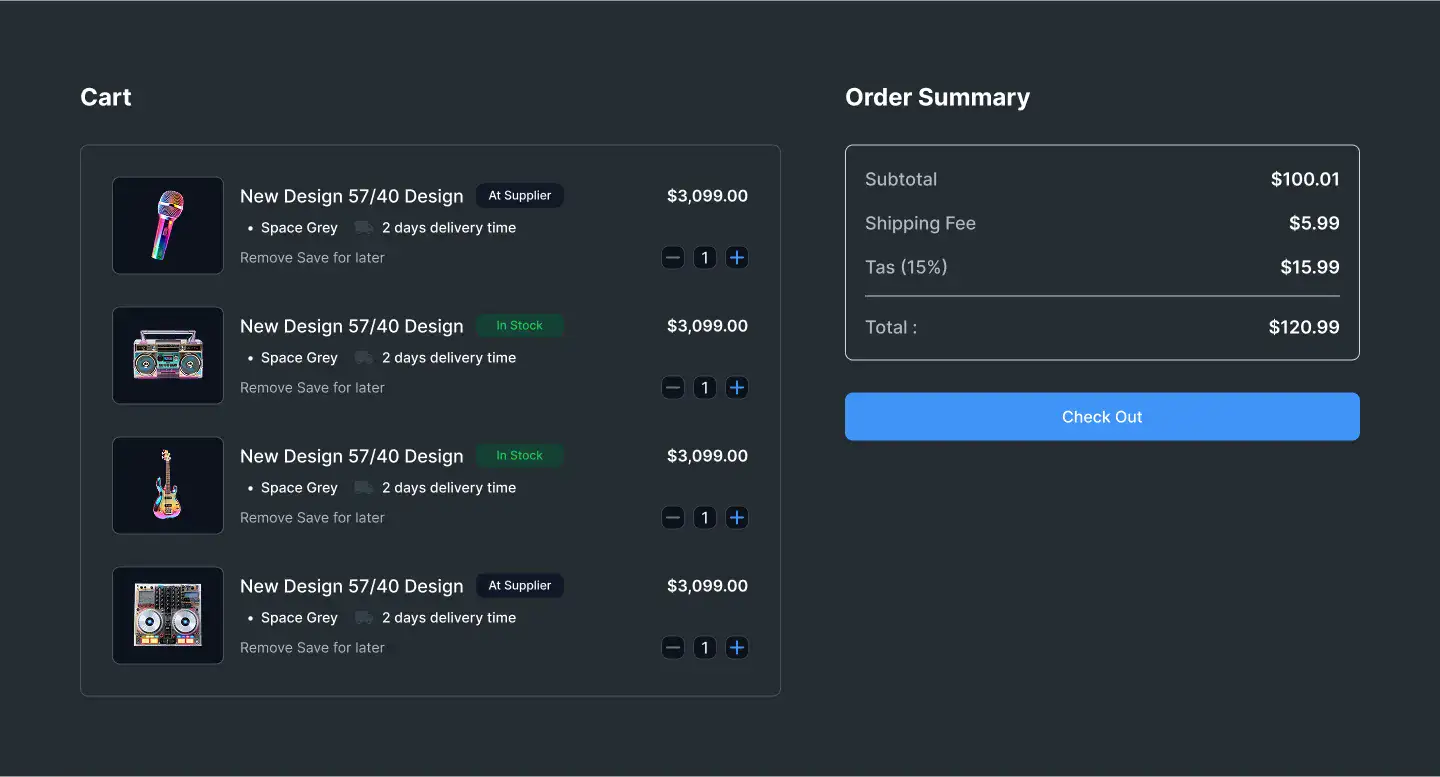 Cart
New Design 57/40 Design At Supplier $3,099.00
• Space Grey 2 days delivery time
Remove Save for later 1
New Design 57/40 Design In Stock $3,099.00
• Space Grey 2 days delivery time
Remove Save for later 1
New Design 57/40 Design In Stock $3,099.00
• Space Grey 2 days delivery time
Remove Save for later 1
New Design 57/40 Design At Supplier $3,099.00
• Space Grey 2 days delivery time
Remove Save for later 1
Order Summary
Subtotal $100.01
Shipping Fee $5.99
Tas (15%) $15.99
Total : $120.99
Check Out